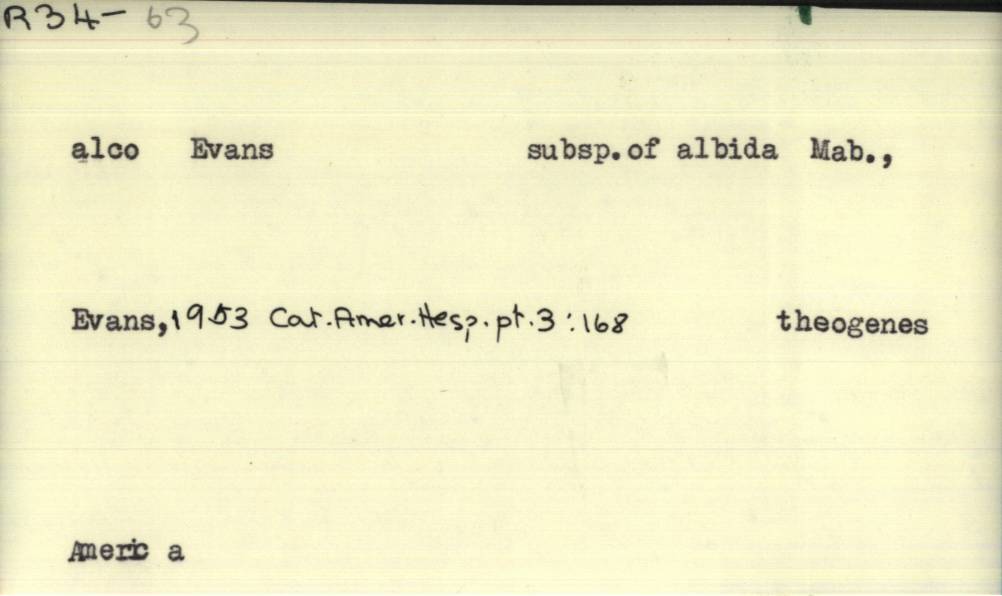 R34-63
alco Evans subsp.of albida Mab.,
Evans,1953 Cat.Amer.Hesp.pt.3:168 theogenes
Americ a